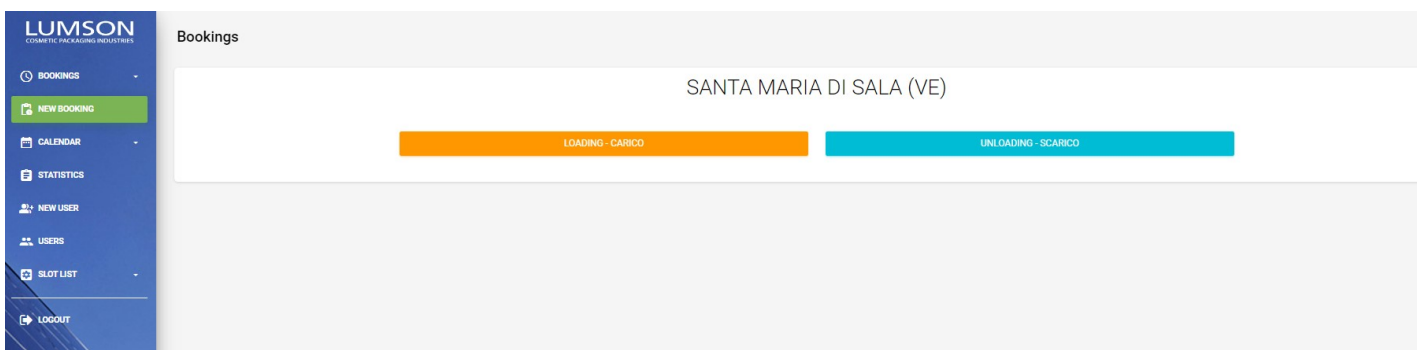 LUMSON
COSMETIC PACKAGING INDUSTRIES
BOOKINGS
NEW BOOKING
CALENDAR
STATISTICS
NEW USER
USERS
SLOT LIST
LOGOUT
Bookings
SANTA MARIA DI SALA (VE)
LOADING - CARICO
UNLOADING - SCARICO